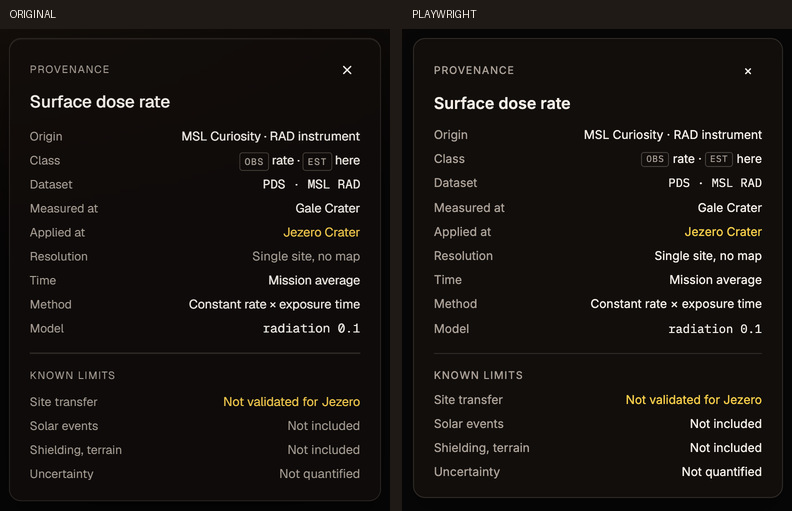 ORIGINAL
PROVENANCE ×
Surface dose rate
Origin MSL Curiosity · RAD instrument
Class OBS rate · EST here
Dataset PDS · MSL RAD
Measured at Gale Crater
Applied at Jezero Crater
Resolution Single site, no map
Time Mission average
Method Constant rate × exposure time
Model radiation 0.1
KNOWN LIMITS
Site transfer Not validated for Jezero
Solar events Not included
Shielding, terrain Not included
Uncertainty Not quantified
PLAYWRIGHT
PROVENANCE ×
Surface dose rate
Origin MSL Curiosity · RAD instrument
Class OBS rate · EST here
Dataset PDS · MSL RAD
Measured at Gale Crater
Applied at Jezero Crater
Resolution Single site, no map
Time Mission average
Method Constant rate × exposure time
Model radiation 0.1
KNOWN LIMITS
Site transfer Not validated for Jezero
Solar events Not included
Shielding, terrain Not included
Uncertainty Not quantified